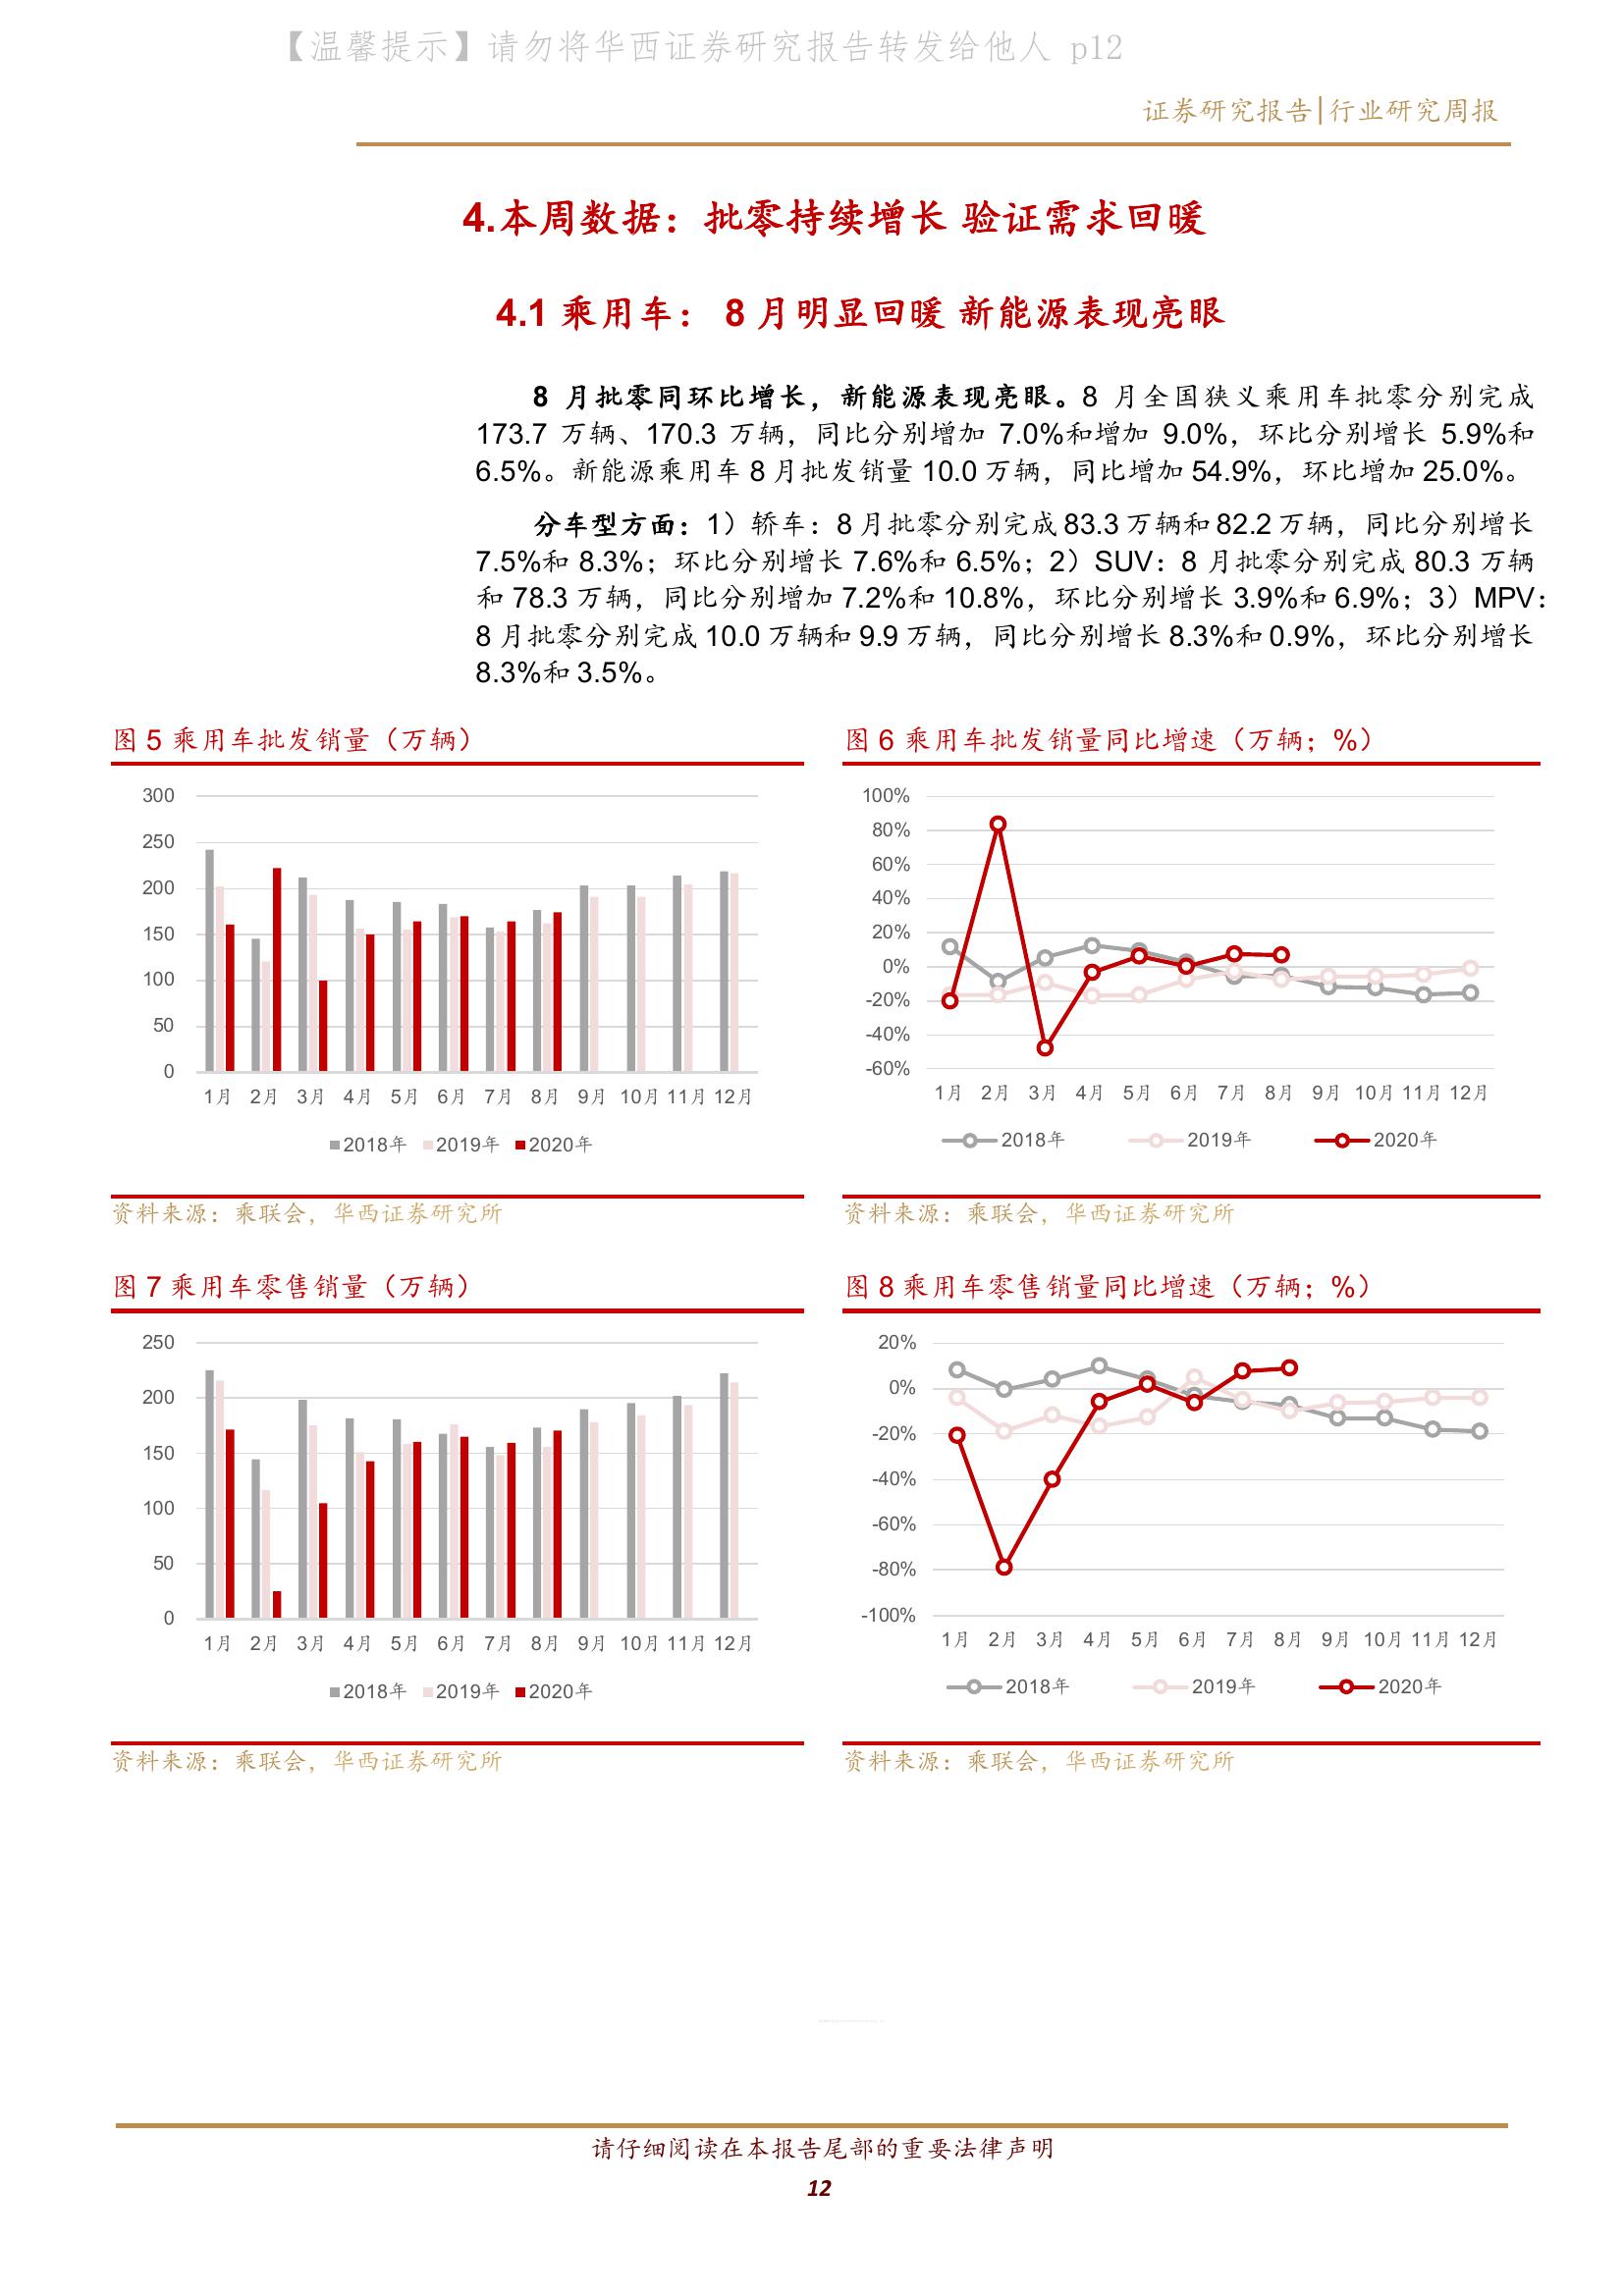 【温馨提示】请勿将华西证券研究报告转发给他人 p12
证券研究报告|行业研究周报
4.本周数据：批零持续增长 验证需求回暖
4.1 乘用车： 8 月明显回暖 新能源表现亮眼
8 月批零同环比增长，新能源表现亮眼。8 月全国狭义乘用车批零分别完成
173.7 万辆、170.3 万辆，同比分别增加 7.0%和增加 9.0%，环比分别增长 5.9%和
6.5%。新能源乘用车 8 月批发销量 10.0 万辆，同比增加 54.9%，环比增加 25.0%。
分车型方面：1）轿车：8 月批零分别完成 83.3 万辆和 82.2 万辆，同比分别增长
7.5%和 8.3%；环比分别增长 7.6%和 6.5%；2）SUV：8 月批零分别完成 80.3 万辆
和 78.3 万辆，同比分别增加 7.2%和 10.8%，环比分别增长 3.9%和 6.9%；3）MPV：
8 月批零分别完成 10.0 万辆和 9.9 万辆，同比分别增长 8.3%和 0.9%，环比分别增长
8.3%和 3.5%。
图 5 乘用车批发销量（万辆）
300
250
200
150
100
50
0
1月 2月 3月 4月 5月 6月 7月 8月 9月 10月 11月 12月
2018年 2019年 2020年
资料来源：乘联会，华西证券研究所
图 6 乘用车批发销量同比增速（万辆；%）
100%
80%
60%
40%
20%
0%
-20%
-40%
-60%
1月 2月 3月 4月 5月 6月 7月 8月 9月 10月 11月 12月
2018年 2019年 2020年
资料来源：乘联会，华西证券研究所
图 7 乘用车零售销量（万辆）
250
200
150
100
50
0
1月 2月 3月 4月 5月 6月 7月 8月 9月 10月 11月 12月
2018年 2019年 2020年
资料来源：乘联会，华西证券研究所
图 8 乘用车零售销量同比增速（万辆；%）
20%
0%
-20%
-40%
-60%
-80%
-100%
1月 2月 3月 4月 5月 6月 7月 8月 9月 10月 11月 12月
2018年 2019年 2020年
资料来源：乘联会，华西证券研究所
请仔细阅读在本报告尾部的重要法律声明
12